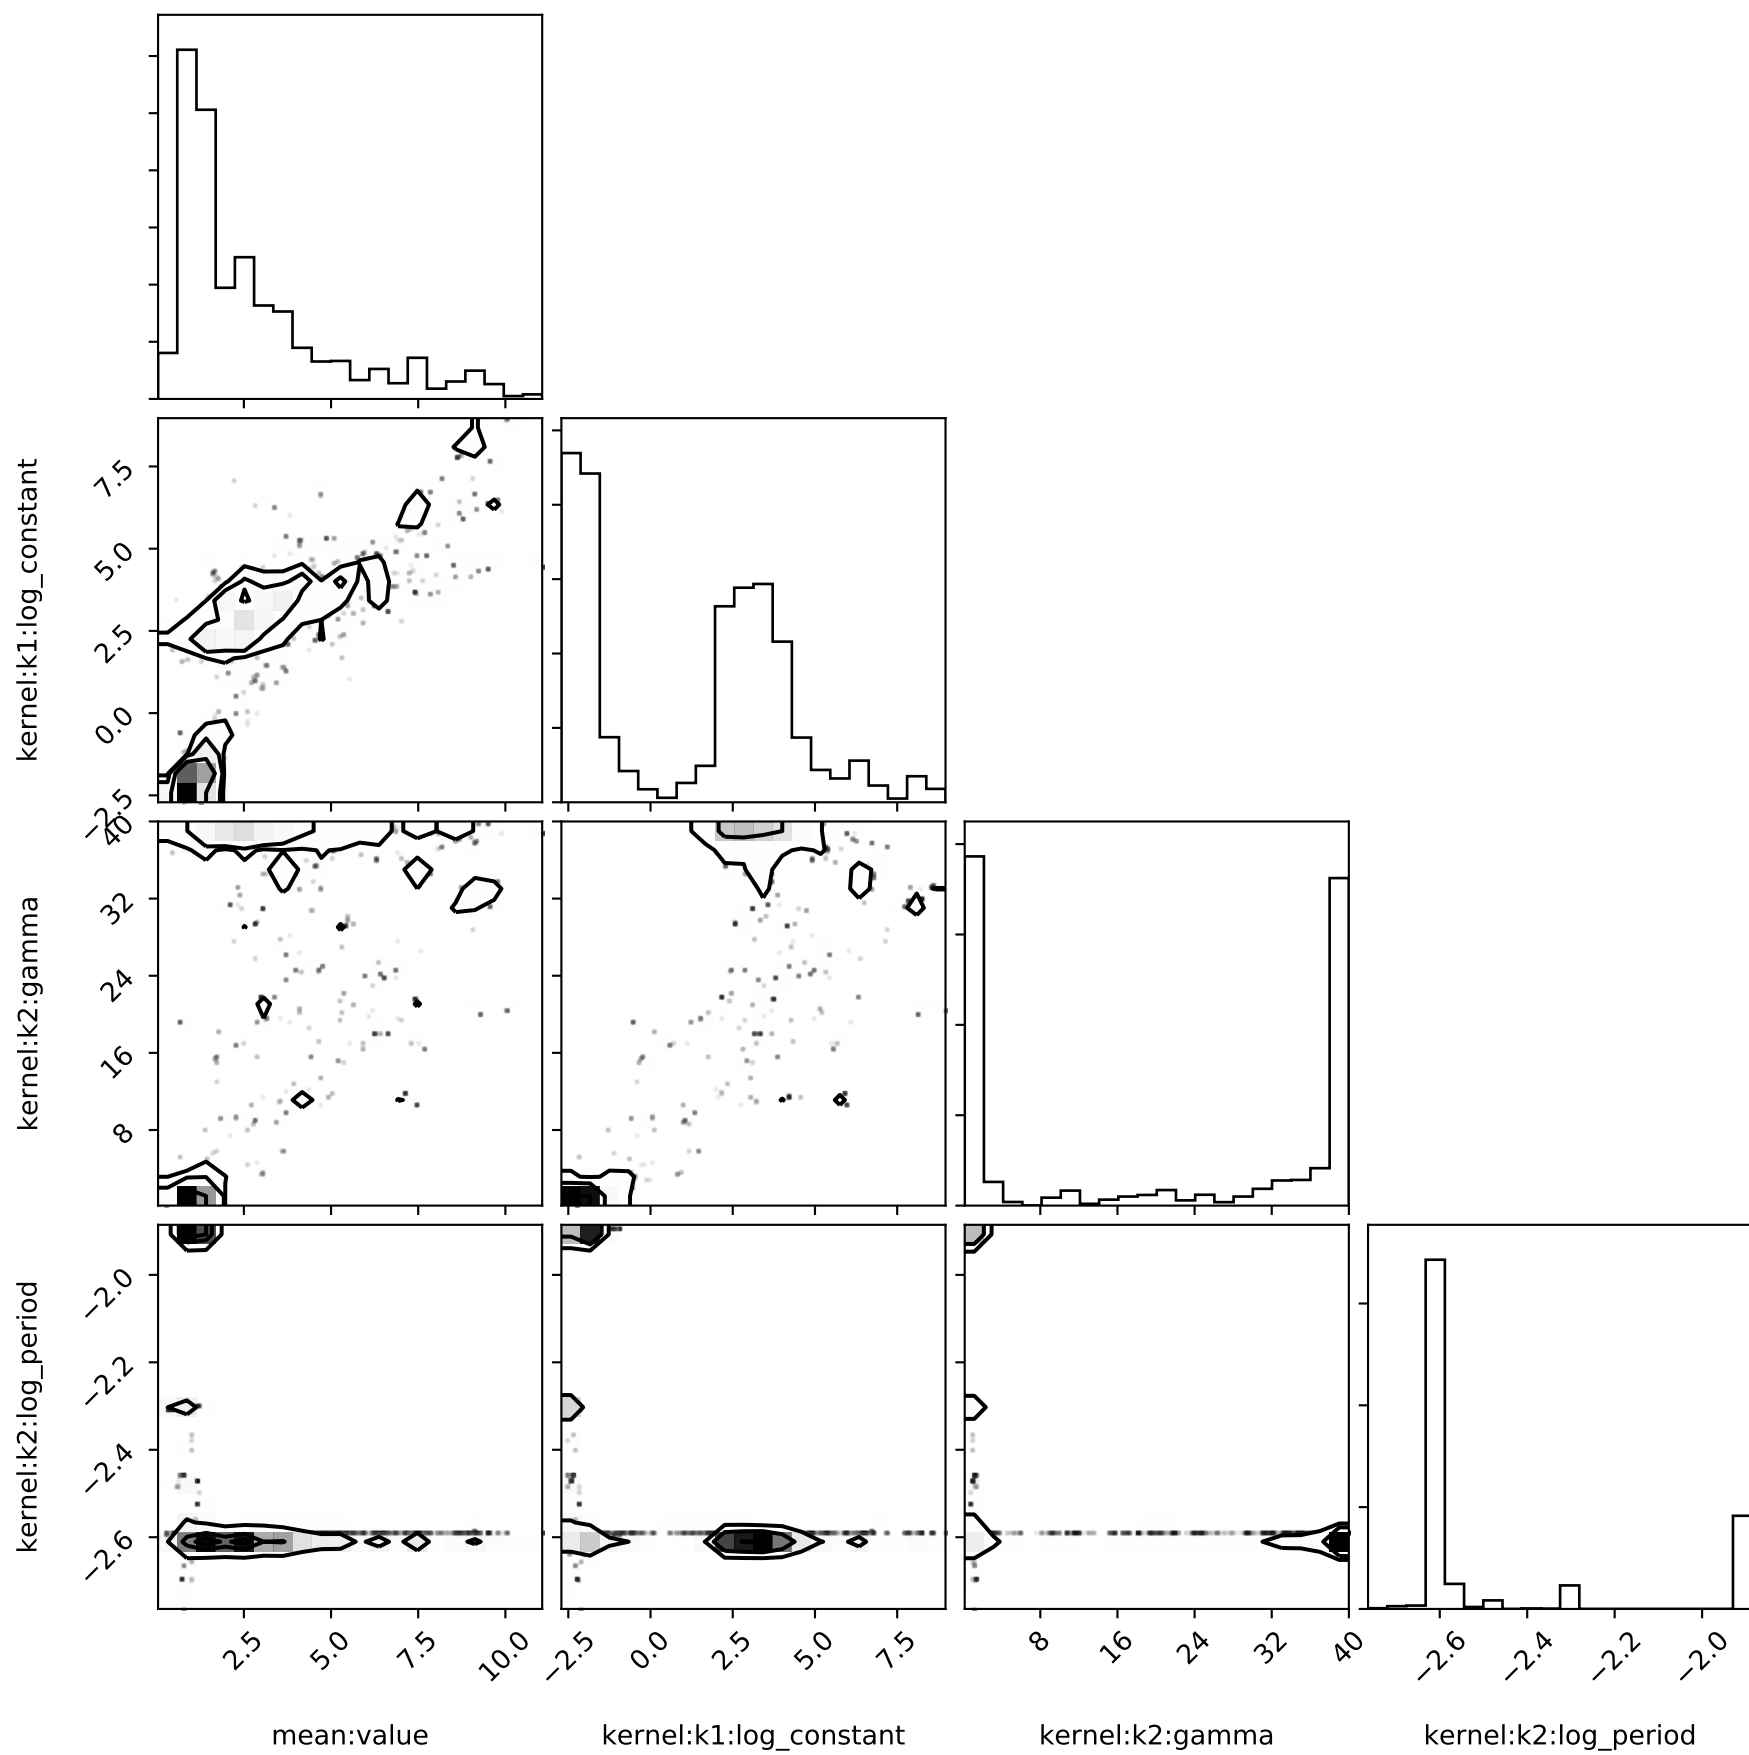 kernel:k1:log_constant
7.5
5.0
2.5
0.0
−2.5
kernel:k2:gamma
40
32
24
16
8
kernel:k2:log_period
−2.0
−2.2
−2.4
−2.6
2.5 5.0 7.5 10.0
−2.5 0.0 2.5 5.0 7.5
8 16 24 32 40
−2.6 −2.4 −2.2 −2.0
mean:value
kernel:k1:log_constant
kernel:k2:gamma
kernel:k2:log_period